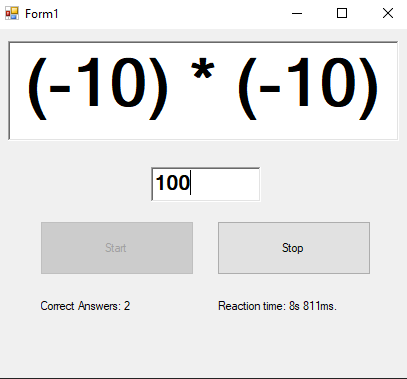 Form1
(-10) * (-10)
100
Start
Stop
Correct Answers: 2
Reaction time: 8s 811ms.